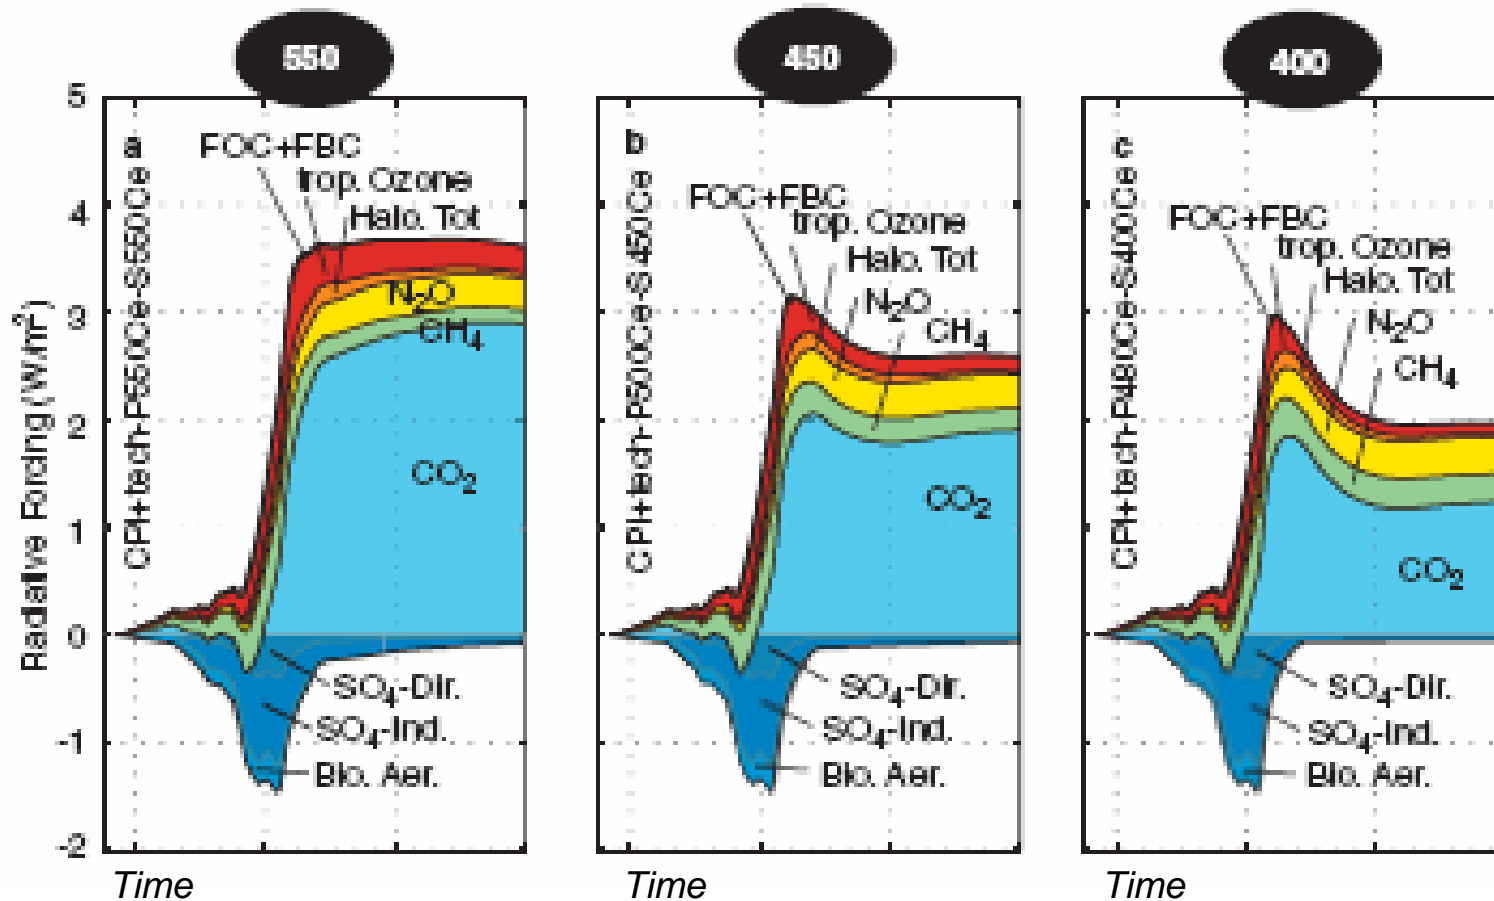 550
450
400
Radiative Forcing (W/m²)
5
4
3
2
1
0
-1
-2
a
CPI+tech-P550Ce-S550Ce
FOC+FBC
trop. Ozone
Halo. Tot
N₂O
CH₄
CO₂
SO₄-Dir.
SO₄-Ind.
Bio. Aer.
Time
b
CPI+tech-P500Ce-S450Ce
FOC+FBC
trop. Ozone
Halo. Tot
N₂O
CH₄
CO₂
SO₄-Dir.
SO₄-Ind.
Bio. Aer.
Time
c
CPI+tech-P480Ce-S400Ce
FOC+FBC
trop. Ozone
Halo. Tot
N₂O
CH₄
CO₂
SO₄-Dir.
SO₄-Ind.
Bio. Aer.
Time